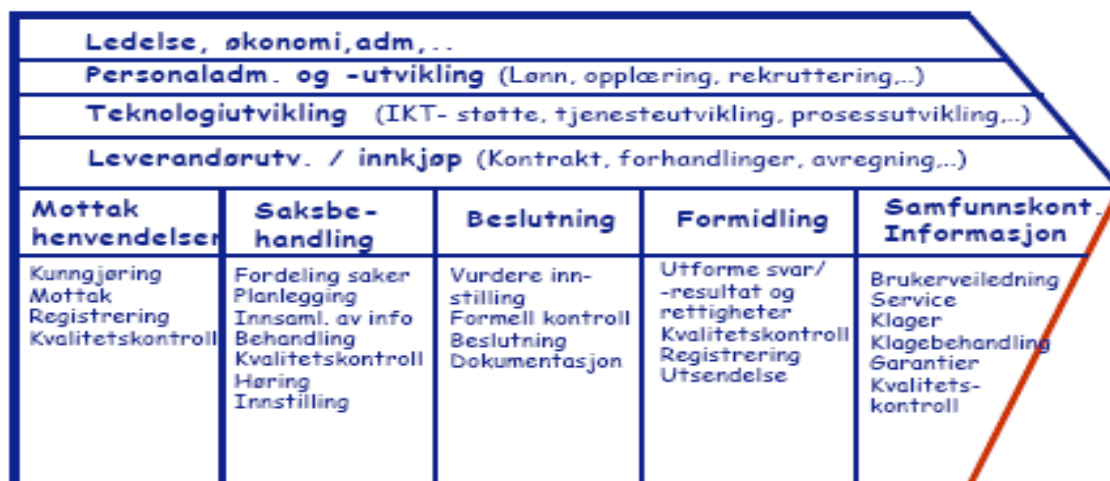 Ledelse, økonomi,adm,..
Personaladm. og -utvikling (Lønn, opplæring, rekruttering,..)
Teknologiutvikling (IKT- støtte, tjenesteutvikling, prosessutvikling,..)
Leverandørutv. / innkjøp (Kontrakt, forhandlinger, avregning,..)
Mottak
henvendelser
Kunngjøring
Mottak
Registrering
Kvalitetskontroll
Saksbe-
handling
Fordeling saker
Planlegging
Innsaml. av info
Behandling
Kvalitetskontroll
Høring
Innstilling
Beslutning
Vurdere inn-
stilling
Formell kontroll
Beslutning
Dokumentasjon
Formidling
Utforme svar/
-resultat og
rettigheter
Kvalitetskontroll
Registrering
Utsendelse
Samfunnskont.
Informasjon
Brukerveiledning
Service
Klager
Klagebehandling
Garantier
Kvalitets-
kontroll